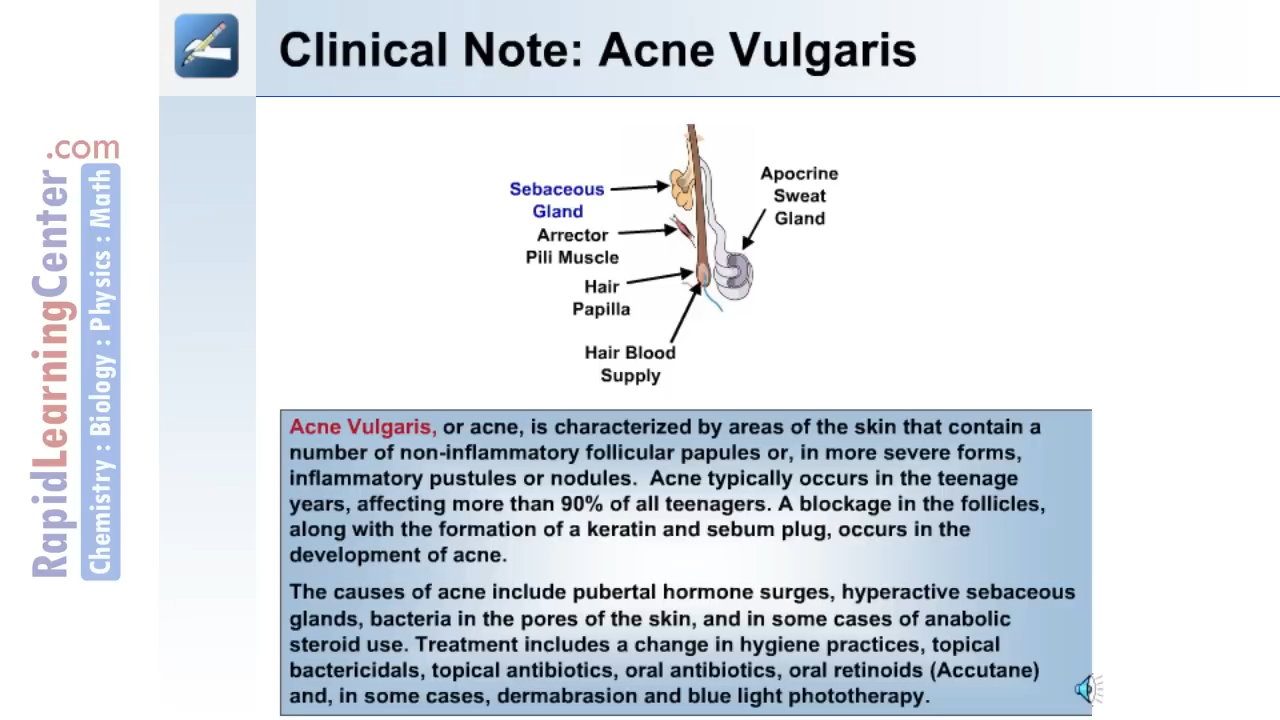 Clinical Note: Acne Vulgaris
RapidLearningCenter.com
Chemistry : Biology : Physics : Math
Sebaceous
Gland
Arrector
Pili Muscle
Hair
Papilla
Hair Blood
Supply
Apocrine
Sweat
Gland
Acne Vulgaris, or acne, is characterized by areas of the skin that contain a
number of non-inflammatory follicular papules or, in more severe forms,
inflammatory pustules or nodules.  Acne typically occurs in the teenage
years, affecting more than 90% of all teenagers. A blockage in the follicles,
along with the formation of a keratin and sebum plug, occurs in the
development of acne.
The causes of acne include pubertal hormone surges, hyperactive sebaceous
glands, bacteria in the pores of the skin, and in some cases of anabolic
steroid use. Treatment includes a change in hygiene practices, topical
bactericidals, topical antibiotics, oral antibiotics, oral retinoids (Accutane)
and, in some cases, dermabrasion and blue light phototherapy.